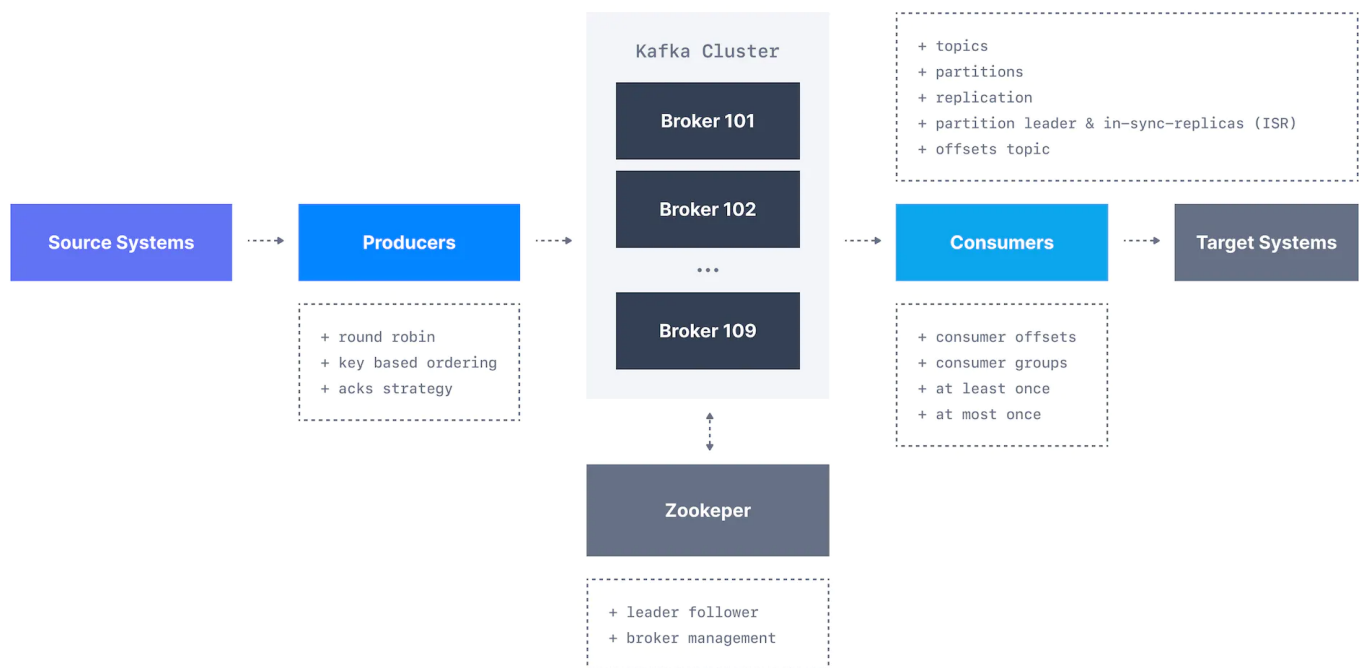 Kafka Cluster
Broker 101
Broker 102
...
Broker 109
+ topics
+ partitions
+ replication
+ partition leader & in-sync-replicas (ISR)
+ offsets topic
Source Systems
Producers
Consumers
Target Systems
+ round robin
+ key based ordering
+ acks strategy
+ consumer offsets
+ consumer groups
+ at least once
+ at most once
Zookeper
+ leader follower
+ broker management